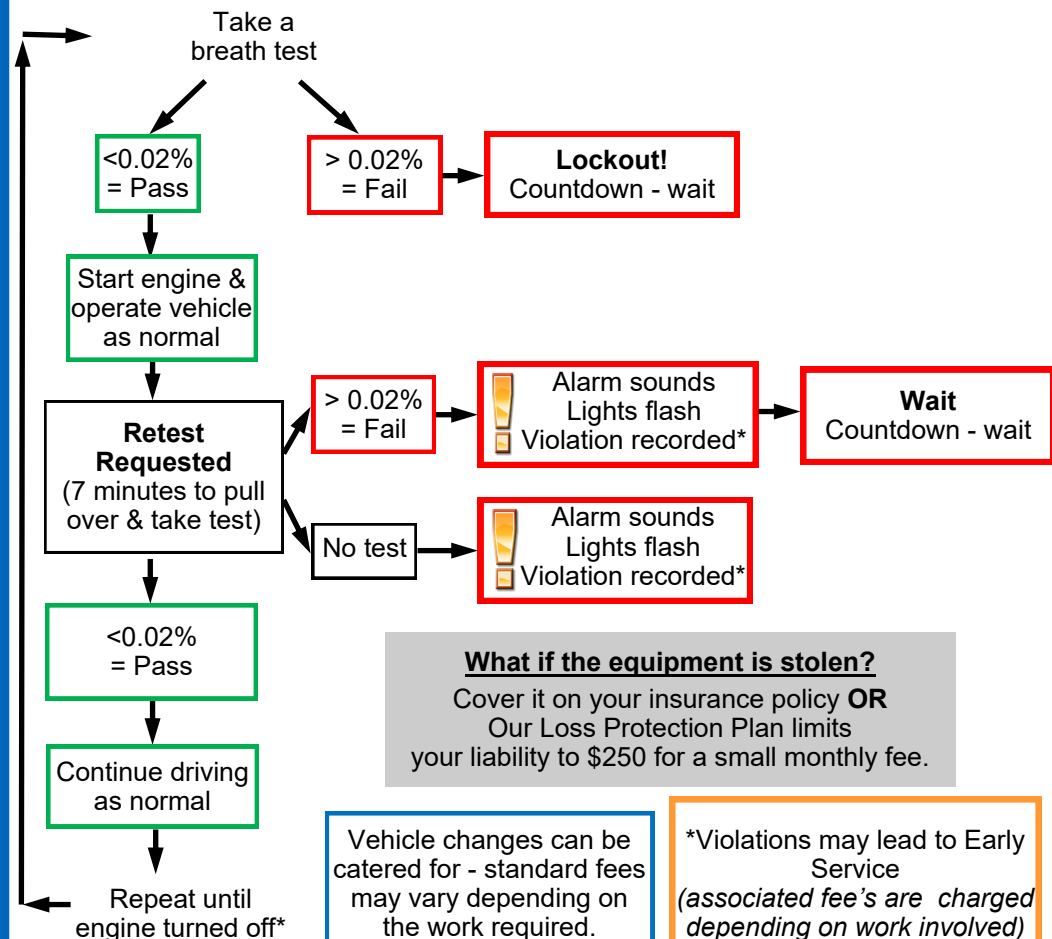 Take a
breath test
<0.02%
= Pass
> 0.02%
= Fail
Lockout!
Countdown - wait
Start engine &
operate vehicle
as normal
Retest
Requested
(7 minutes to pull
over & take test)
> 0.02%
= Fail
Alarm sounds
Lights flash
Violation recorded*
Wait
Countdown - wait
No test
Alarm sounds
Lights flash
Violation recorded*
<0.02%
= Pass
What if the equipment is stolen?
Cover it on your insurance policy OR
Our Loss Protection Plan limits
your liability to $250 for a small monthly fee.
Continue driving
as normal
Repeat until
engine turned off*
Vehicle changes can be
catered for - standard fees
may vary depending on
the work required.
*Violations may lead to Early
Service
(associated fee's are charged
depending on work involved)